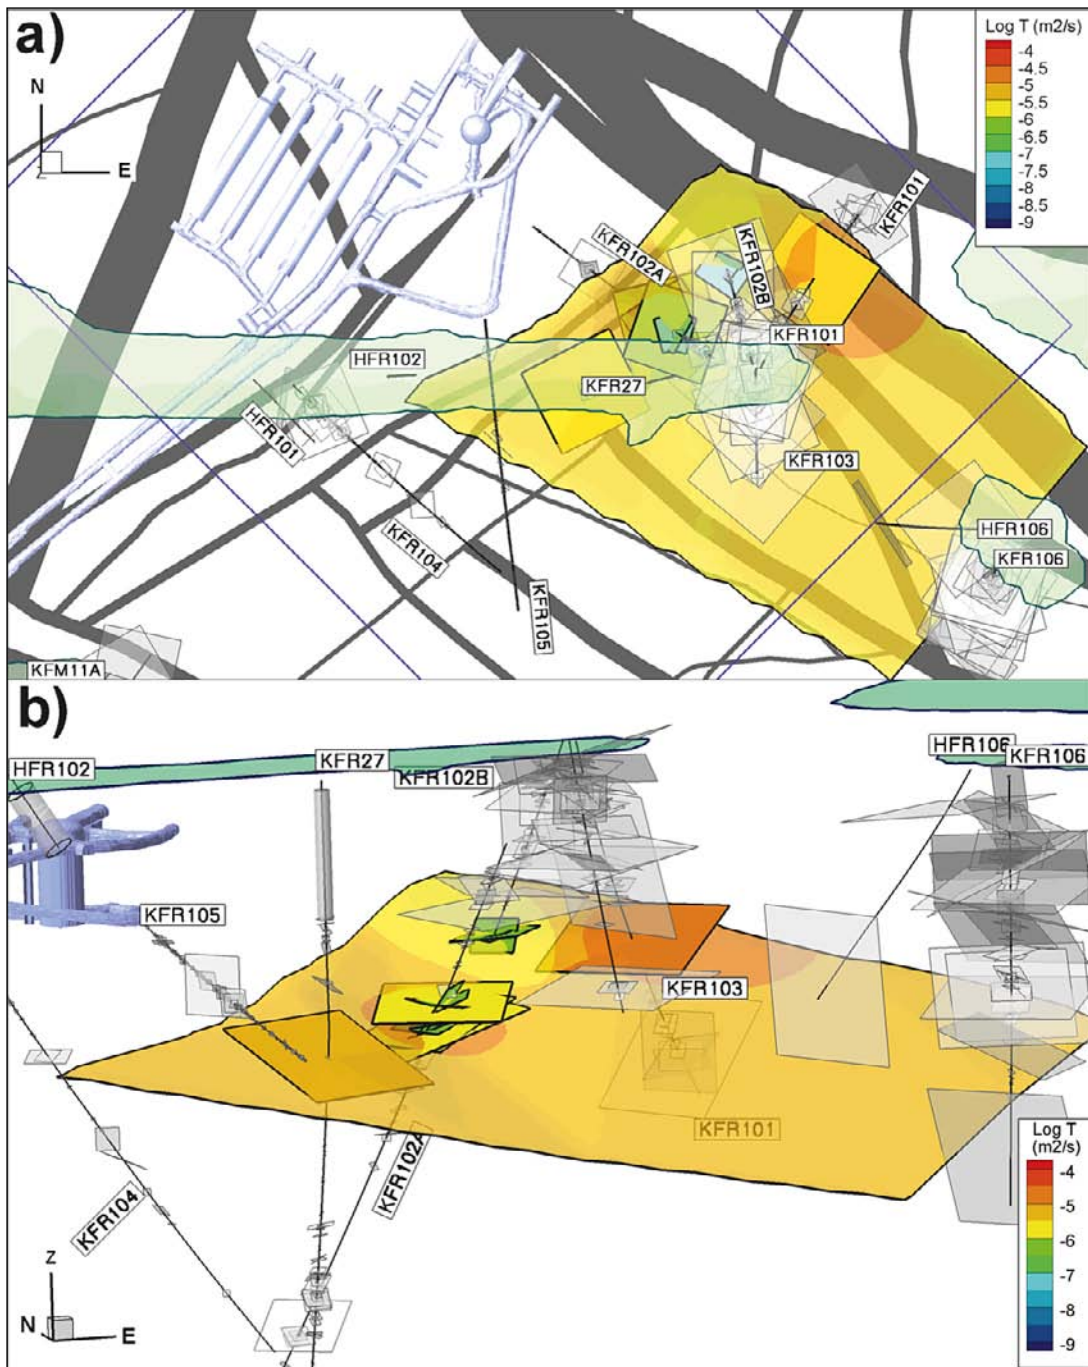 a)
Log T (m2/s)
-4
-4.5
-5
-5.5
-6
-6.5
-7
-7.5
-8
-8.5
-9
N
Z
E
KFR101
KFR102A
KFR102B
KFR101
HFR102
KFR27
HFR101
KFR103
HFR106
KFR104
KFR106
KFR105
KFM11A
b)
HFR102
KFR27
KFR102B
HFR106
KFR106
KFR105
KFR103
KFR101
KFR102A
KFR104
Log T
(m2/s)
-4
-5
-6
-7
-8
-9
Z
N
E